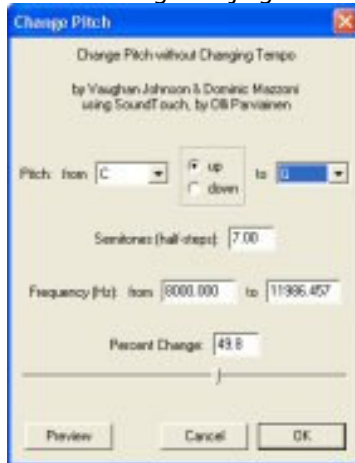 Change Pitch
Change Pitch without Changing Tempo
by Vaughan Johnson & Dominic Mazzoni
using SoundTouch, by Olli Parviainen
Pitch: from C up down to G
Semitones (half-steps): 7.00
Frequency (Hz): from 8000.000 to 11986.457
Percent Change: 49.8
Preview Cancel OK